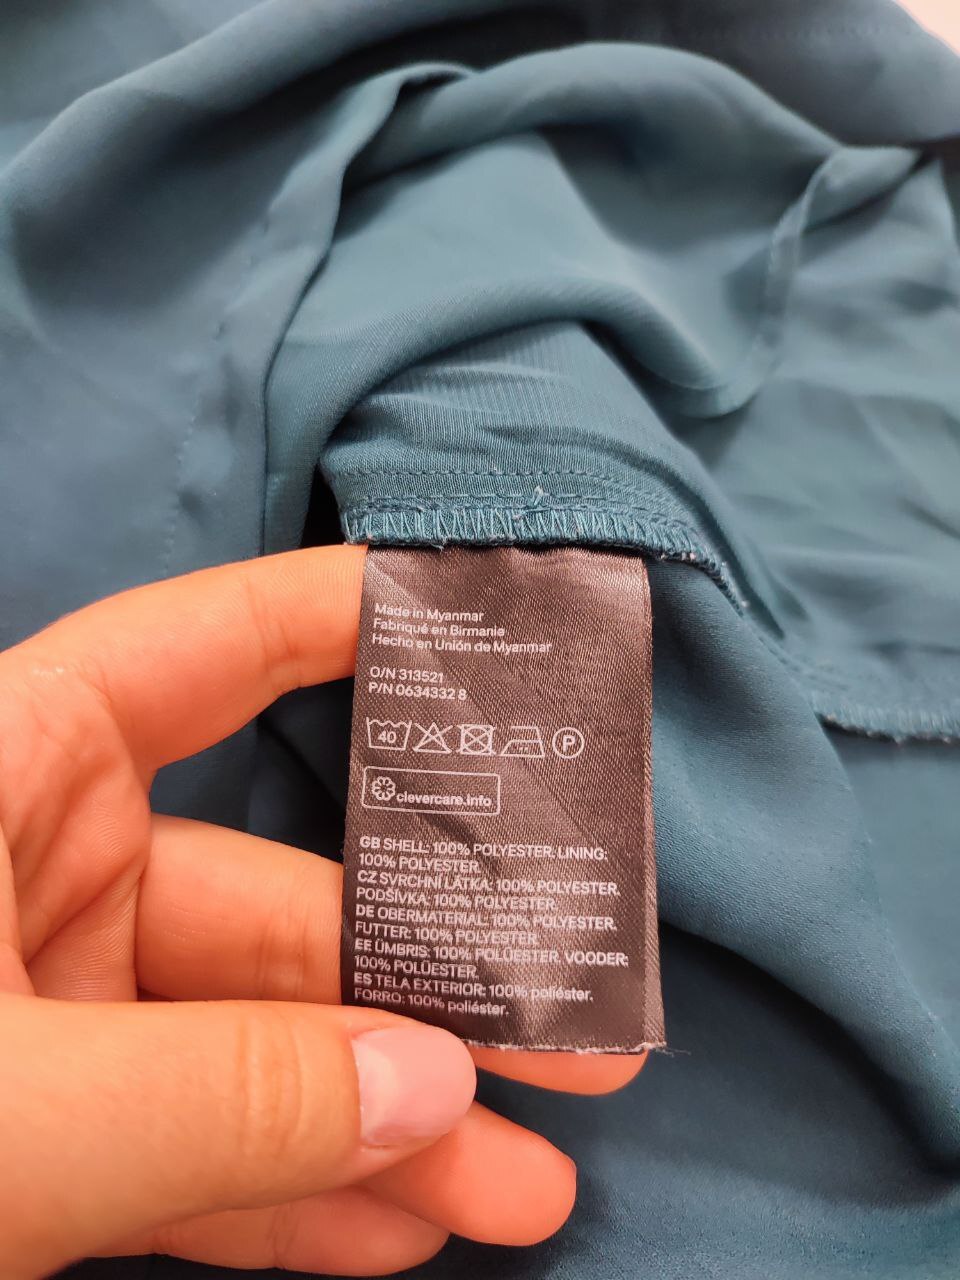 Made in Myanmar
Fabriqué en Birmanie
Hecho en Unión de Myanmar
O/N 313521
P/N 0634332 8
40 P
clevercare.info
GB SHELL: 100% POLYESTER. LINING:
100% POLYESTER.
CZ SVRCHNÍ LÁTKA: 100% POLYESTER.
PODŠÍVKA: 100% POLYESTER.
DE OBERMATERIAL: 100% POLYESTER.
FUTTER: 100% POLYESTER.
EE ÜMBRIS: 100% POLÜESTER. VOODER:
100% POLÜESTER.
ES TELA EXTERIOR: 100% poliéster.
FORRO: 100% poliéster.